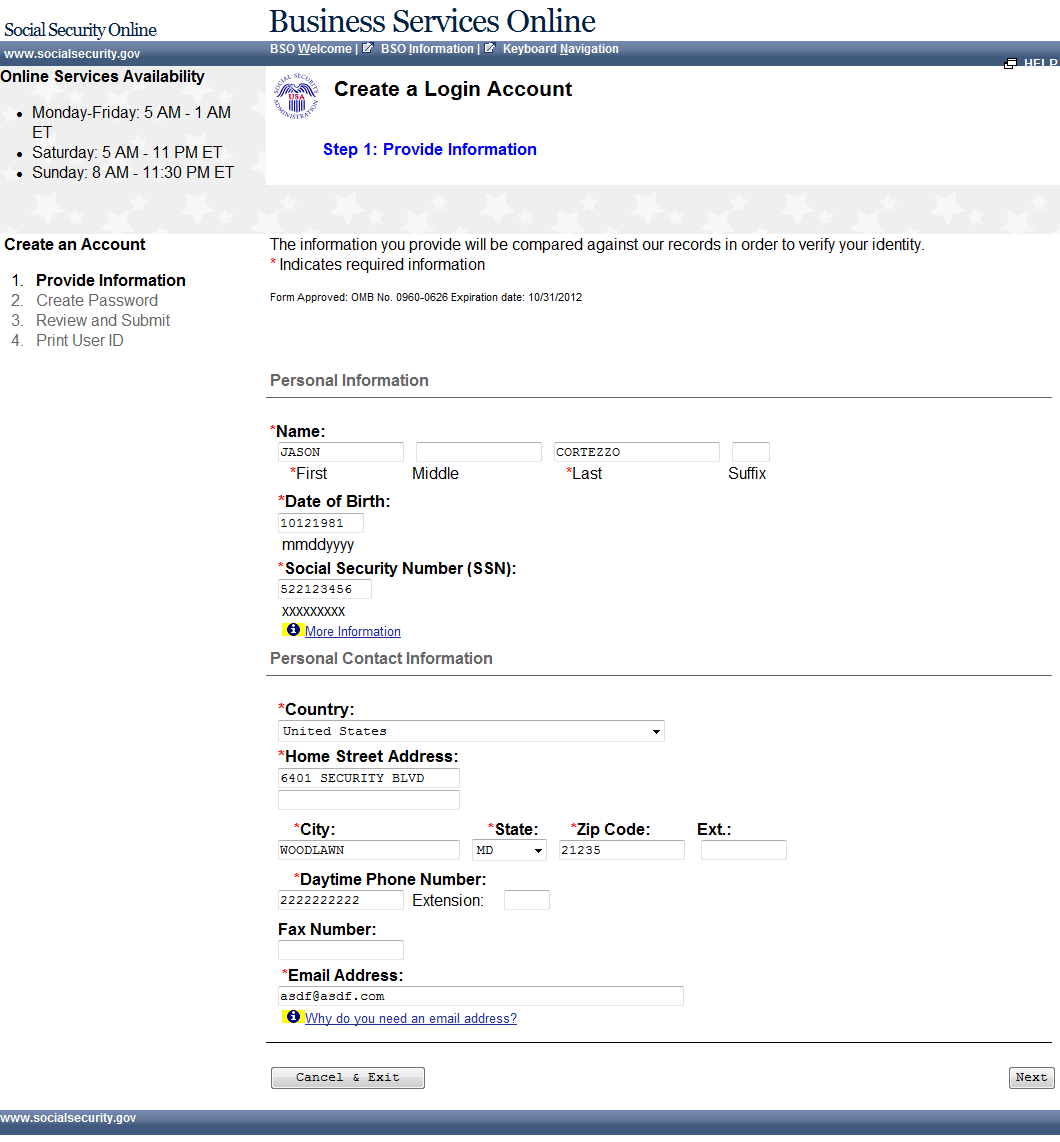 Social Security Online
Business Services Online
www.socialsecurity.gov
BSO Welcome | BSO Information | Keyboard Navigation
HELP
Online Services Availability
• Monday-Friday: 5 AM - 1 AM
ET
• Saturday: 5 AM - 11 PM ET
• Sunday: 8 AM - 11:30 PM ET
SOCIAL SECURITY ADMINISTRATION
USA
Create a Login Account
Step 1: Provide Information
Create an Account
1. Provide Information
2. Create Password
3. Review and Submit
4. Print User ID
The information you provide will be compared against our records in order to verify your identity.
* Indicates required information
Form Approved: OMB No. 0960-0626 Expiration date: 10/31/2012
Personal Information
*Name:
JASON CORTEZZO
*First Middle *Last Suffix
*Date of Birth:
10121981
mmddyyyy
*Social Security Number (SSN):
522123456
xxxxxxxxx
More Information
Personal Contact Information
*Country:
United States
*Home Street Address:
6401 SECURITY BLVD
*City: *State: *Zip Code: Ext.:
WOODLAWN MD 21235
*Daytime Phone Number:
2222222222 Extension:
Fax Number:
*Email Address:
asdf@asdf.com
Why do you need an email address?
Cancel & Exit Next
www.socialsecurity.gov